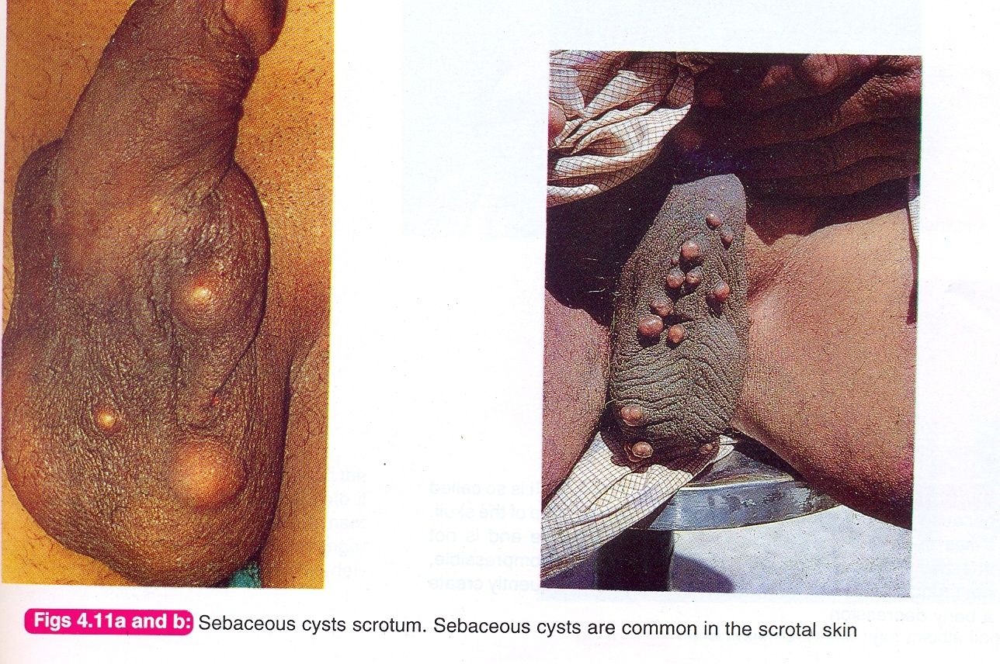 Figs 4.11a and b: Sebaceous cysts scrotum. Sebaceous cysts are common in the scrotal skin